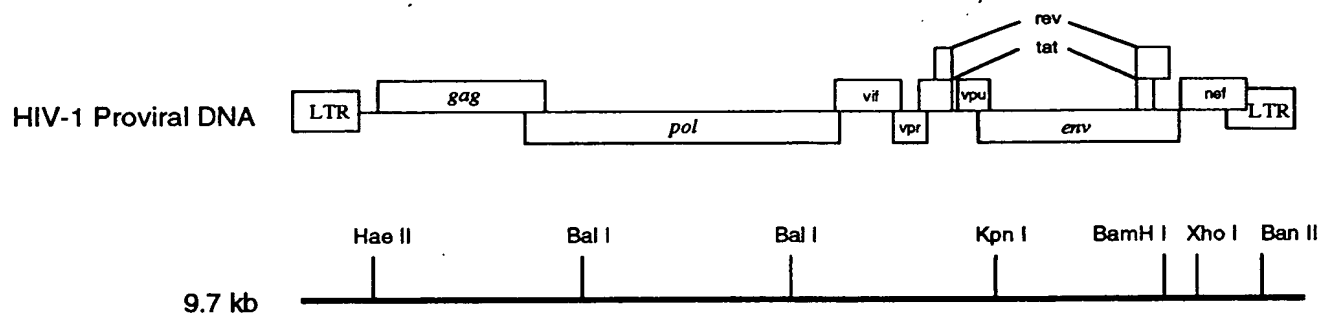 rev
tat
HIV-1 Proviral DNA
LTR
gag
pol
vif
vpr
vpu
env
nef
LTR
Hae II
Bal I
Bal I
Kpn I
BamH I
Xho I
Ban II
9.7 kb